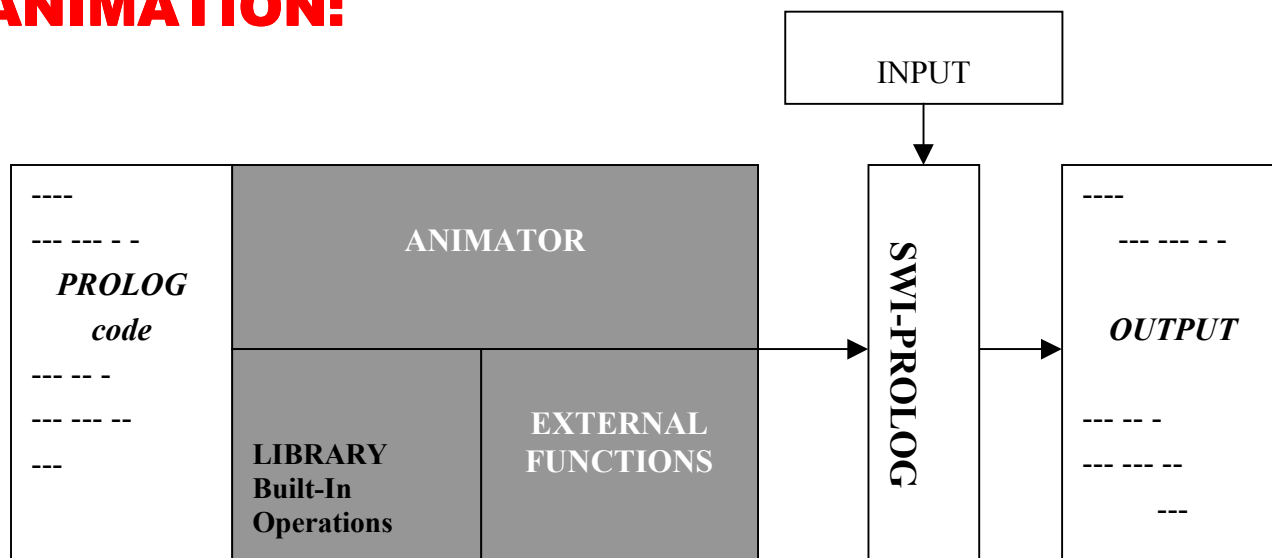 ANIMATION:
INPUT
----
--- --- - -
PROLOG
code
--- -- -
--- --- --
---
ANIMATOR
LIBRARY
Built-In
Operations
EXTERNAL
FUNCTIONS
SWI-PROLOG
----
--- --- - -
OUTPUT
--- -- -
--- --- --
---